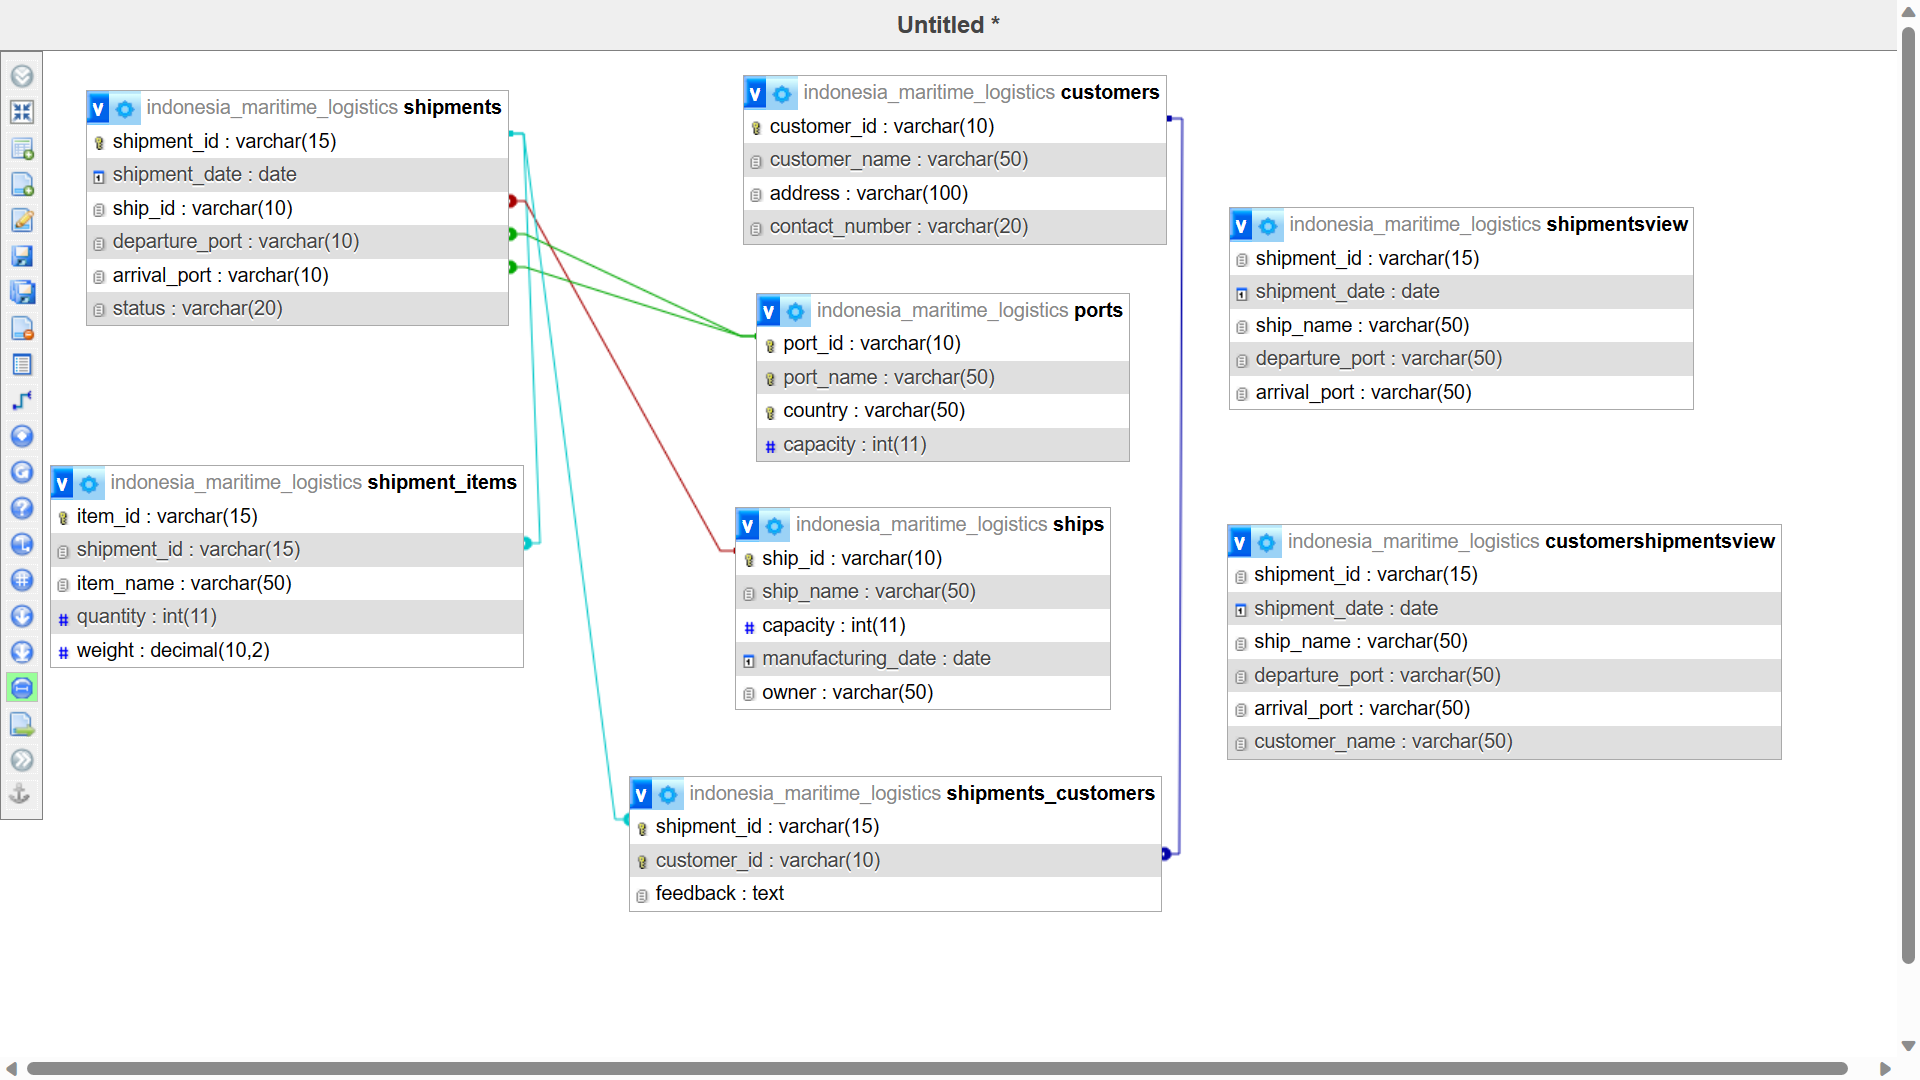 Untitled *
indonesia_maritime_logistics shipments
shipment_id : varchar(15)
shipment_date : date
ship_id : varchar(10)
departure_port : varchar(10)
arrival_port : varchar(10)
status : varchar(20)
indonesia_maritime_logistics shipment_items
item_id : varchar(15)
shipment_id : varchar(15)
item_name : varchar(50)
# quantity : int(11)
# weight : decimal(10,2)
indonesia_maritime_logistics customers
customer_id : varchar(10)
customer_name : varchar(50)
address : varchar(100)
contact_number : varchar(20)
indonesia_maritime_logistics ports
port_id : varchar(10)
port_name : varchar(50)
country : varchar(50)
# capacity : int(11)
indonesia_maritime_logistics ships
ship_id : varchar(10)
ship_name : varchar(50)
# capacity : int(11)
manufacturing_date : date
owner : varchar(50)
indonesia_maritime_logistics shipments_customers
shipment_id : varchar(15)
customer_id : varchar(10)
feedback : text
indonesia_maritime_logistics shipmentsview
shipment_id : varchar(15)
shipment_date : date
ship_name : varchar(50)
departure_port : varchar(50)
arrival_port : varchar(50)
indonesia_maritime_logistics customershipmentsview
shipment_id : varchar(15)
shipment_date : date
ship_name : varchar(50)
departure_port : varchar(50)
arrival_port : varchar(50)
customer_name : varchar(50)